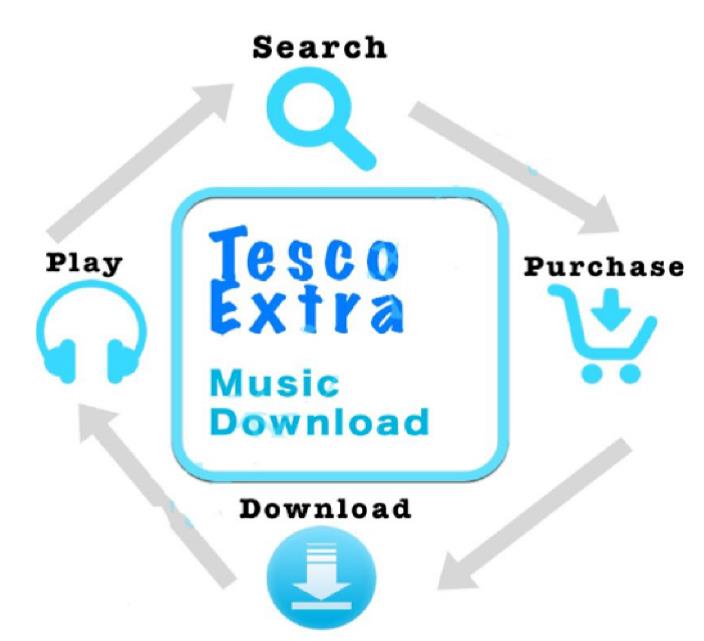 Search
Play
Purchase
Tesco
Extra
Music
Download
Download